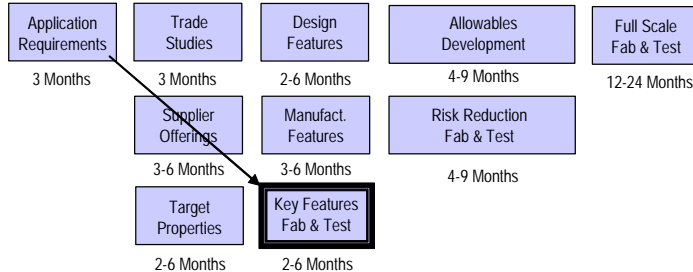 Application
Requirements
3 Months
Trade
Studies
3 Months
Design
Features
2-6 Months
Allowables
Development
4-9 Months
Full Scale
Fab & Test
12-24 Months
Supplier
Offerings
3-6 Months
Manufact.
Features
3-6 Months
Risk Reduction
Fab & Test
4-9 Months
Target
Properties
2-6 Months
Key Features
Fab & Test
2-6 Months